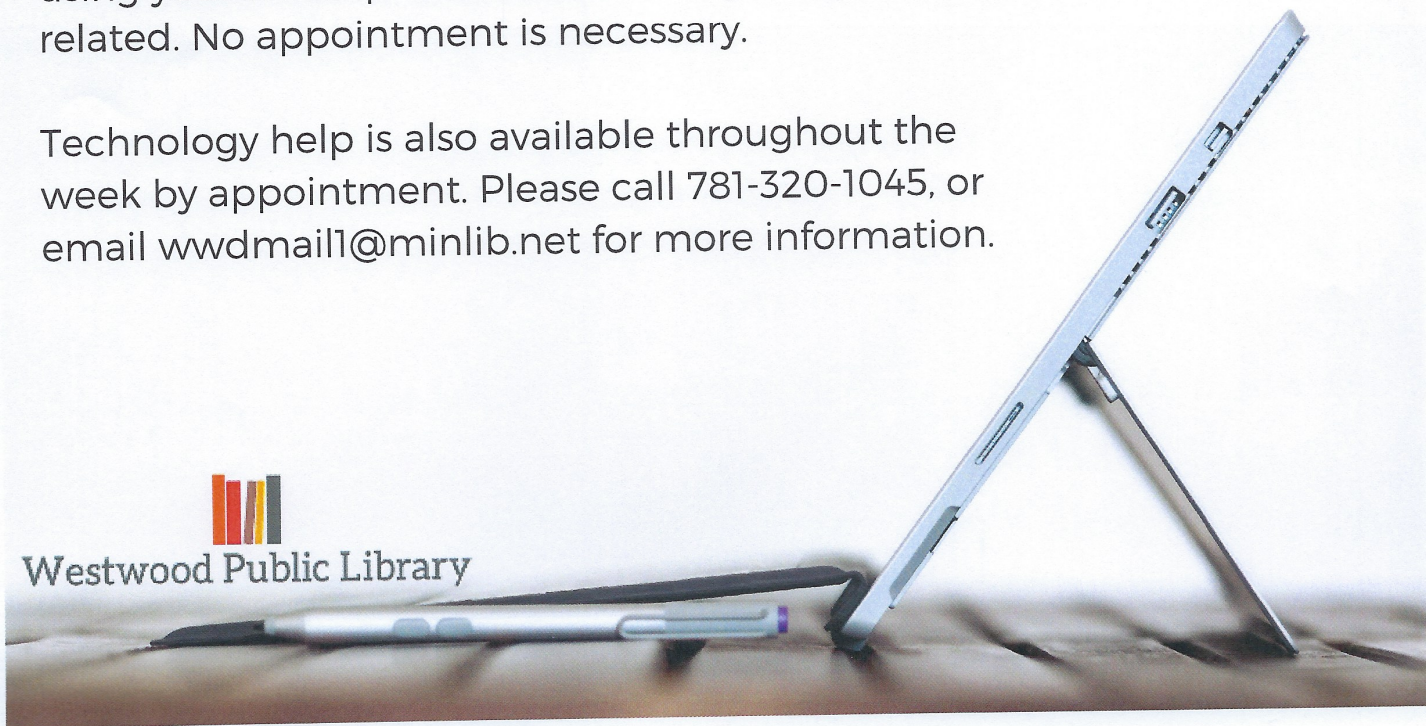 related. No appointment is necessary.
Technology help is also available throughout the
week by appointment. Please call 781-320-1045, or
email wwdmail1@minlib.net for more information.
Westwood Public Library